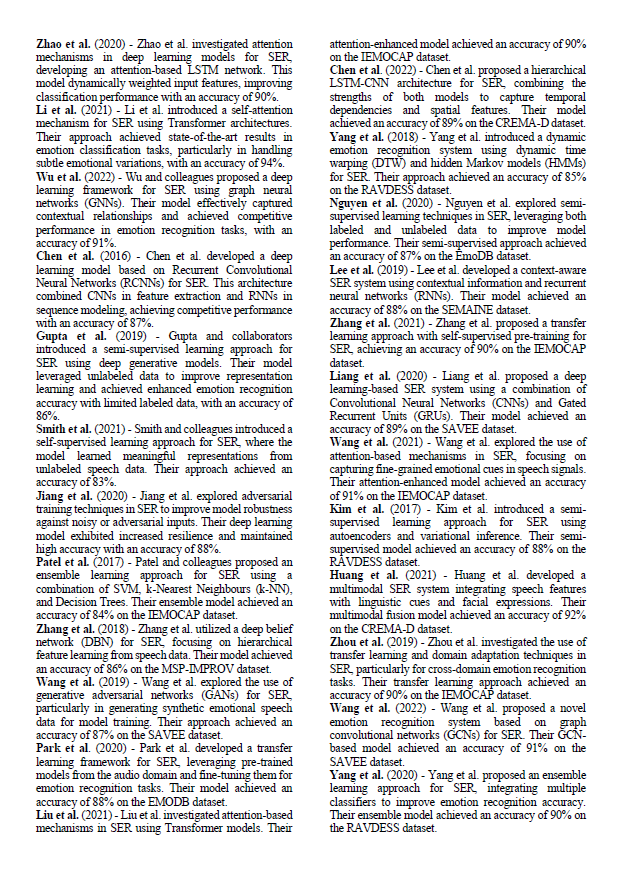 Zhao et al. (2020) - Zhao et al. investigated attention
mechanisms in deep learning models for SER,
developing an attention-based LSTM network. This
model dynamically weighted input features, improving
classification performance with an accuracy of 90%.
Li et al. (2021) - Li et al. introduced a self-attention
mechanism for SER using Transformer architectures.
Their approach achieved state-of-the-art results in
emotion classification tasks, particularly in handling
subtle emotional variations, with an accuracy of 94%.
Wu et al. (2022) - Wu and colleagues proposed a deep
learning framework for SER using graph neural
networks (GNNs). Their model effectively captured
contextual relationships and achieved competitive
performance in emotion recognition tasks, with an
accuracy of 91%.
Chen et al. (2016) - Chen et al. developed a deep
learning model based on Recurrent Convolutional
Neural Networks (RCNNs) for SER. This architecture
combined CNNs in feature extraction and RNNs in
sequence modeling, achieving competitive performance
with an accuracy of 87%.
Gupta et al. (2019) - Gupta and collaborators
introduced a semi-supervised learning approach for
SER using deep generative models. Their model
leveraged unlabeled data to improve representation
learning and achieved enhanced emotion recognition
accuracy with limited labeled data, with an accuracy of
86%.
Smith et al. (2021) - Smith and colleagues introduced a
self-supervised learning approach for SER, where the
model learned meaningful representations from
unlabeled speech data. Their approach achieved an
accuracy of 83%.
Jiang et al. (2020) - Jiang et al. explored adversarial
training techniques in SER to improve model robustness
against noisy or adversarial inputs. Their deep learning
model exhibited increased resilience and maintained
high accuracy with an accuracy of 88%.
Patel et al. (2017) - Patel and colleagues proposed an
ensemble learning approach for SER using a
combination of SVM, k-Nearest Neighbours (k-NN),
and Decision Trees. Their ensemble model achieved an
accuracy of 84% on the IEMOCAP dataset.
Zhang et al. (2018) - Zhang et al. utilized a deep belief
network (DBN) for SER, focusing on hierarchical
feature learning from speech data. Their model achieved
an accuracy of 86% on the MSP-IMPROV dataset.
Wang et al. (2019) - Wang et al. explored the use of
generative adversarial networks (GANs) for SER,
particularly in generating synthetic emotional speech
data for model training. Their approach achieved an
accuracy of 87% on the SAVEE dataset.
Park et al. (2020) - Park et al. developed a transfer
learning framework for SER, leveraging pre-trained
models from the audio domain and fine-tuning them for
emotion recognition tasks. Their model achieved an
accuracy of 88% on the EMODB dataset.
Liu et al. (2021) - Liu et al. investigated attention-based
mechanisms in SER using Transformer models. Their
attention-enhanced model achieved an accuracy of 90%
on the IEMOCAP dataset.
Chen et al. (2022) - Chen et al. proposed a hierarchical
LSTM-CNN architecture for SER, combining the
strengths of both models to capture temporal
dependencies and spatial features. Their model
achieved an accuracy of 89% on the CREMA-D dataset.
Yang et al. (2018) - Yang et al. introduced a dynamic
emotion recognition system using dynamic time
warping (DTW) and hidden Markov models (HMMs)
for SER. Their approach achieved an accuracy of 85%
on the RAVDESS dataset.
Nguyen et al. (2020) - Nguyen et al. explored semi-
supervised learning techniques in SER, leveraging both
labeled and unlabeled data to improve model
performance. Their semi-supervised approach achieved
an accuracy of 87% on the EmoDB dataset.
Lee et al. (2019) - Lee et al. developed a context-aware
SER system using contextual information and recurrent
neural networks (RNNs). Their model achieved an
accuracy of 88% on the SEMAINE dataset.
Zhang et al. (2021) - Zhang et al. proposed a transfer
learning approach with self-supervised pre-training for
SER, achieving an accuracy of 90% on the IEMOCAP
dataset.
Liang et al. (2020) - Liang et al. proposed a deep
learning-based SER system using a combination of
Convolutional Neural Networks (CNNs) and Gated
Recurrent Units (GRUs). Their model achieved an
accuracy of 89% on the SAVEE dataset.
Wang et al. (2021) - Wang et al. explored the use of
attention-based mechanisms in SER, focusing on
capturing fine-grained emotional cues in speech signals.
Their attention-enhanced model achieved an accuracy
of 91% on the IEMOCAP dataset.
Kim et al. (2017) - Kim et al. introduced a semi-
supervised learning approach for SER using
autoencoders and variational inference. Their semi-
supervised model achieved an accuracy of 88% on the
RAVDESS dataset.
Huang et al. (2021) - Huang et al. developed a
multimodal SER system integrating speech features
with linguistic cues and facial expressions. Their
multimodal fusion model achieved an accuracy of 92%
on the CREMA-D dataset.
Zhou et al. (2019) - Zhou et al. investigated the use of
transfer learning and domain adaptation techniques in
SER, particularly for cross-domain emotion recognition
tasks. Their transfer learning approach achieved an
accuracy of 90% on the IEMOCAP dataset.
Wang et al. (2022) - Wang et al. proposed a novel
emotion recognition system based on graph
convolutional networks (GCNs) for SER. Their GCN-
based model achieved an accuracy of 91% on the
SAVEE dataset.
Yang et al. (2020) - Yang et al. proposed an ensemble
learning approach for SER, integrating multiple
classifiers to improve emotion recognition accuracy.
Their ensemble model achieved an accuracy of 90% on
the RAVDESS dataset.